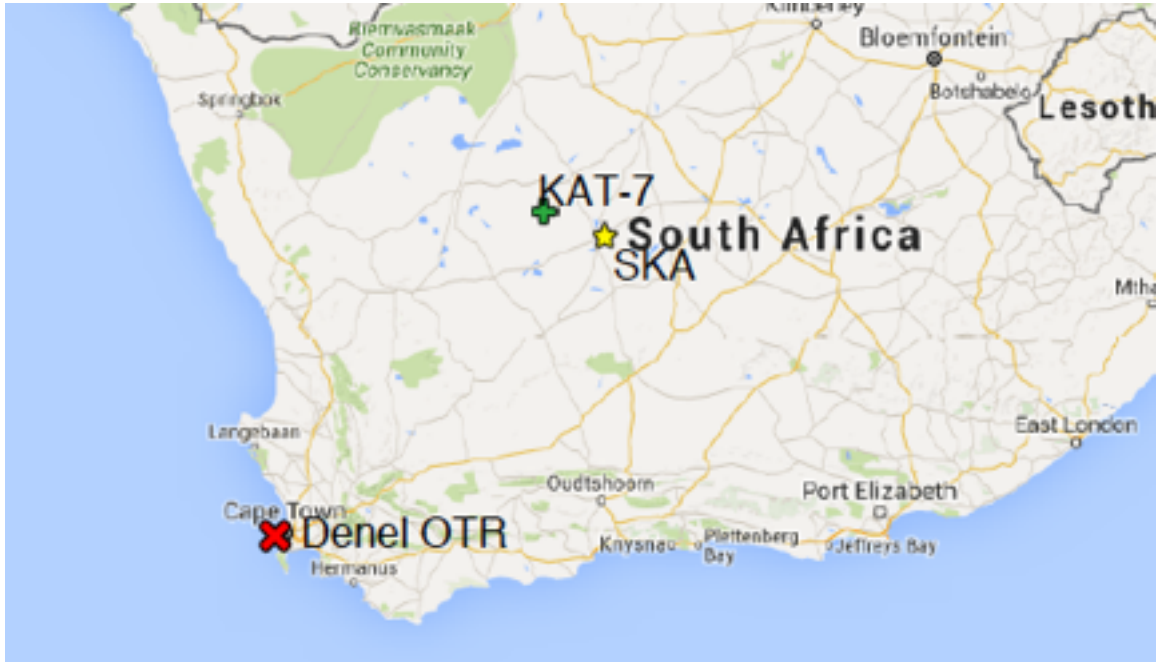 Kimberley
Riemvasmaak
Community
Conservancy
Bloemfontein
Springbok
Botshabelo
Lesoth
KAT-7
South Africa
SKA
Mtha
Langebaan
East London
Oudtshoorn
Port Elizabeth
Cape Town
Denel OTR
Knysna
Plettenberg
Bay
Jeffreys Bay
Hermanus